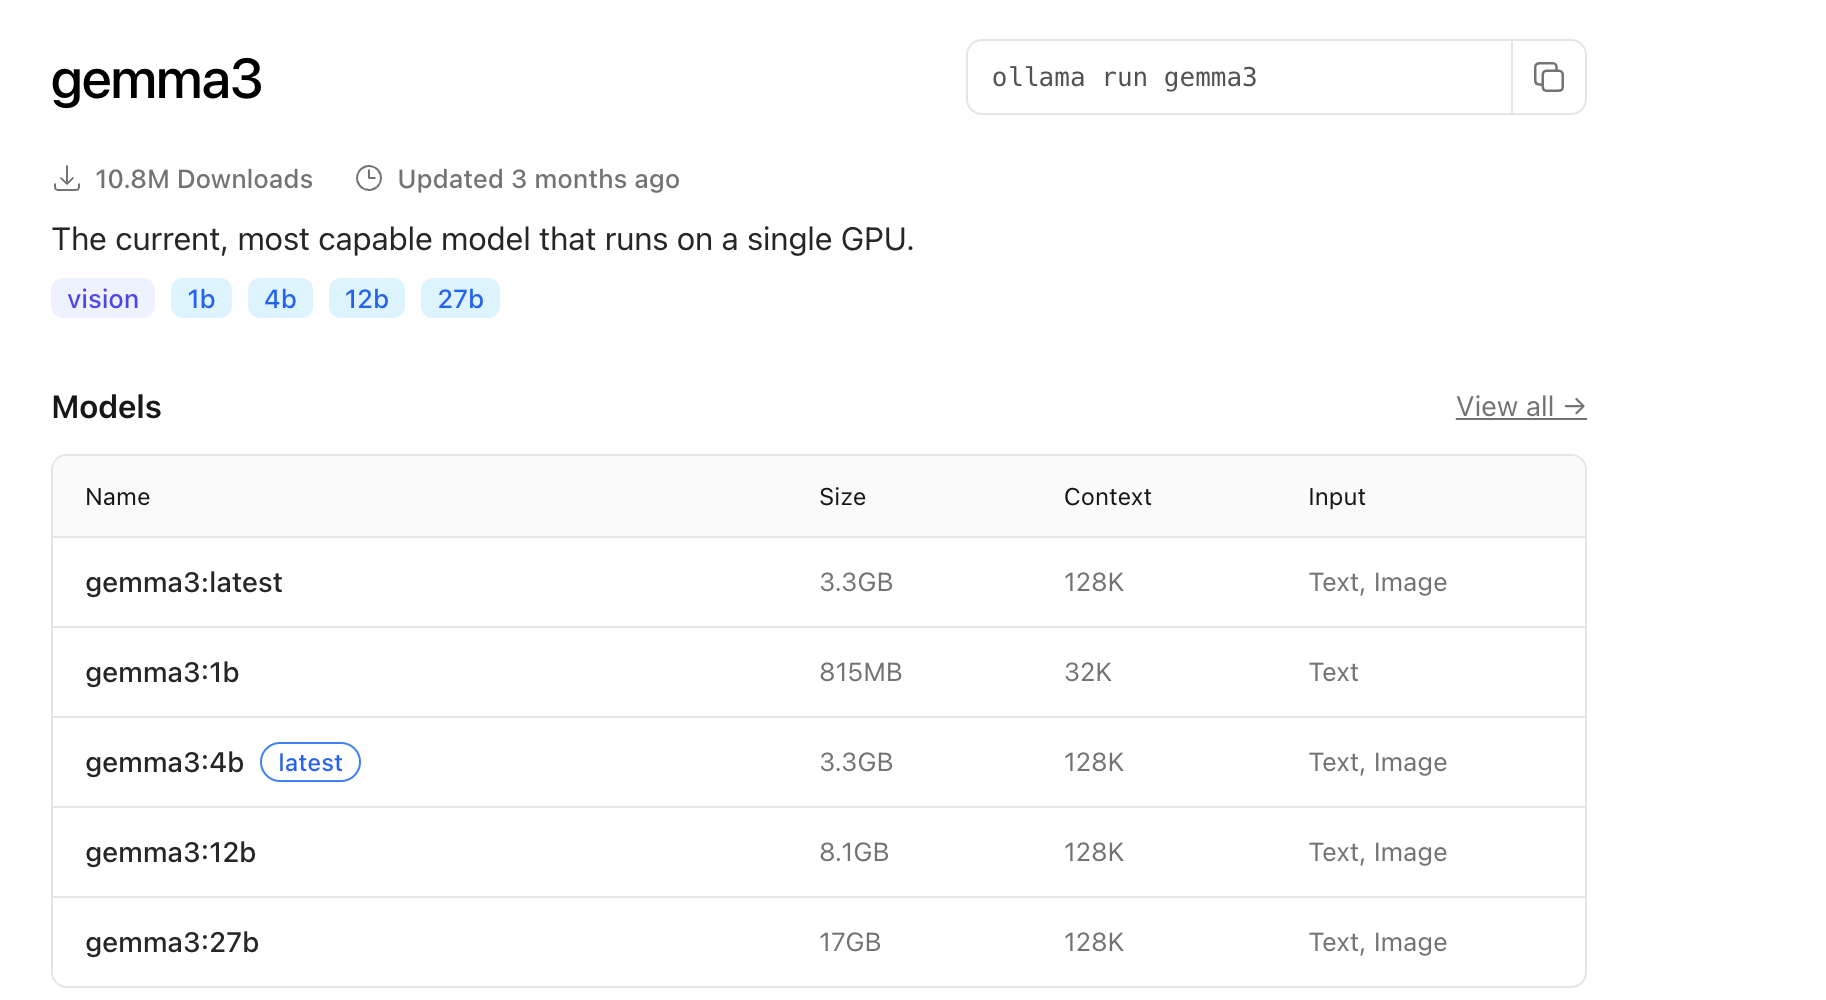 gemma3
ollama run gemma3
10.8M Downloads Updated 3 months ago
The current, most capable model that runs on a single GPU.
vision 1b 4b 12b 27b
Models View all →
Name Size Context Input
gemma3:latest 3.3GB 128K Text, Image
gemma3:1b 815MB 32K Text
gemma3:4b latest 3.3GB 128K Text, Image
gemma3:12b 8.1GB 128K Text, Image
gemma3:27b 17GB 128K Text, Image